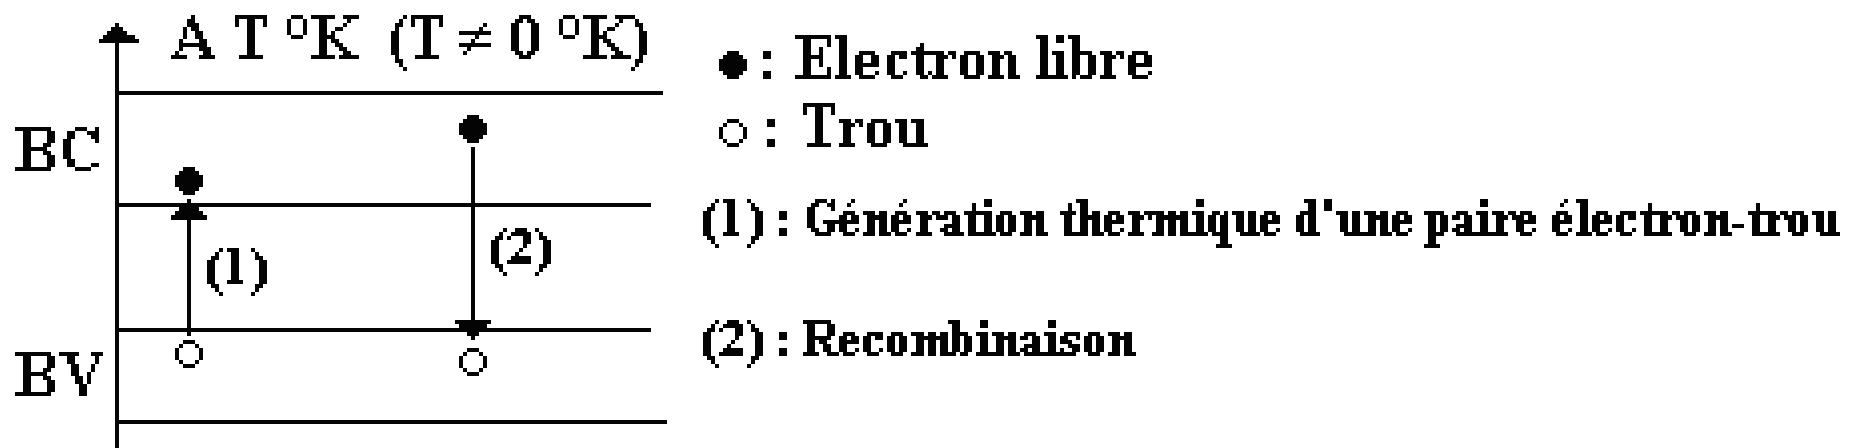 A T °K (T ≠ 0 °K)
BC
(1)
(2)
BV
● : Electron libre
○ : Trou
(1) : Génération thermique d'une paire électron-trou
(2) : Recombinaison